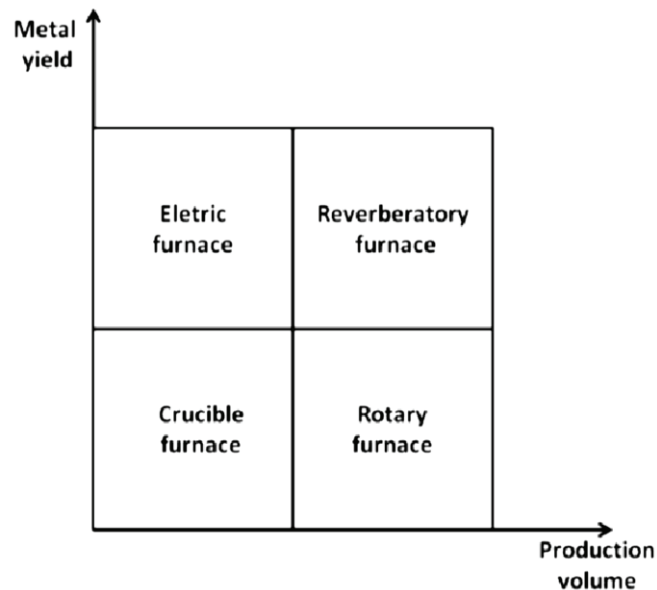 Metal
yield
Eletric
furnace
Reverberatory
furnace
Crucible
furnace
Rotary
furnace
Production
volume